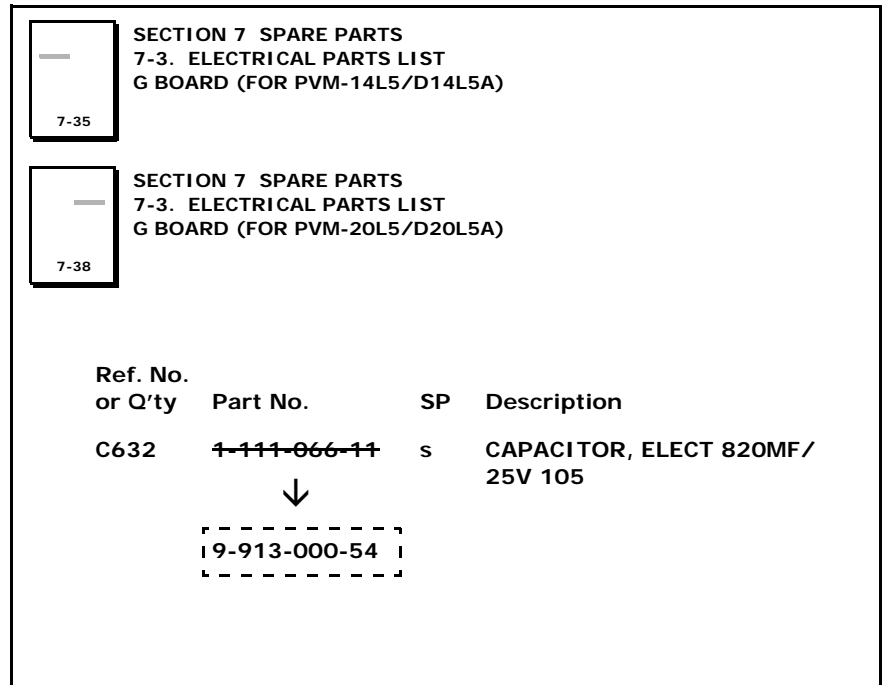 SECTION 7 SPARE PARTS
7-3. ELECTRICAL PARTS LIST
G BOARD (FOR PVM-14L5/D14L5A)
7-35
SECTION 7 SPARE PARTS
7-3. ELECTRICAL PARTS LIST
G BOARD (FOR PVM-20L5/D20L5A)
7-38
Ref. No.
or Q'ty Part No. SP Description
C632 1-111-066-11 s CAPACITOR, ELECT 820MF/
25V 105
9-913-000-54